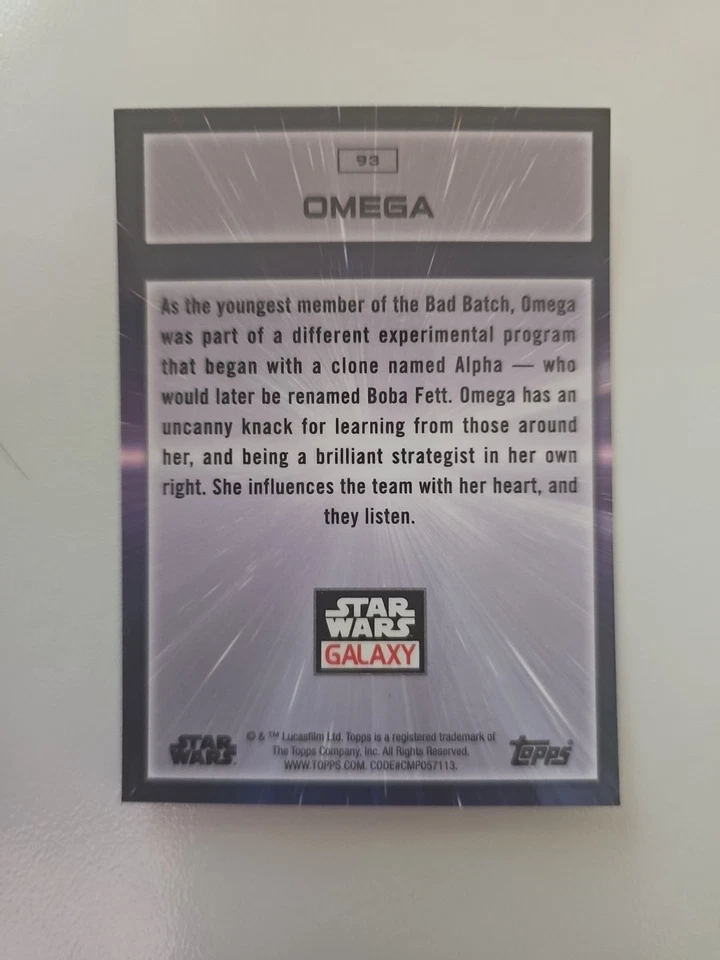 93
OMEGA
As the youngest member of the Bad Batch, Omega
was part of a different experimental program
that began with a clone named Alpha — who
would later be renamed Boba Fett. Omega has an
uncanny knack for learning from those around
her, and being a brilliant strategist in her own
right. She influences the team with her heart, and
they listen.
STAR
WARS
GALAXY
STAR
WARS
© & ™ Lucasfilm Ltd. Topps is a registered trademark of
The Topps Company, Inc. All Rights Reserved.
WWW.TOPPS.COM. CODE#CMP057113.
Topps